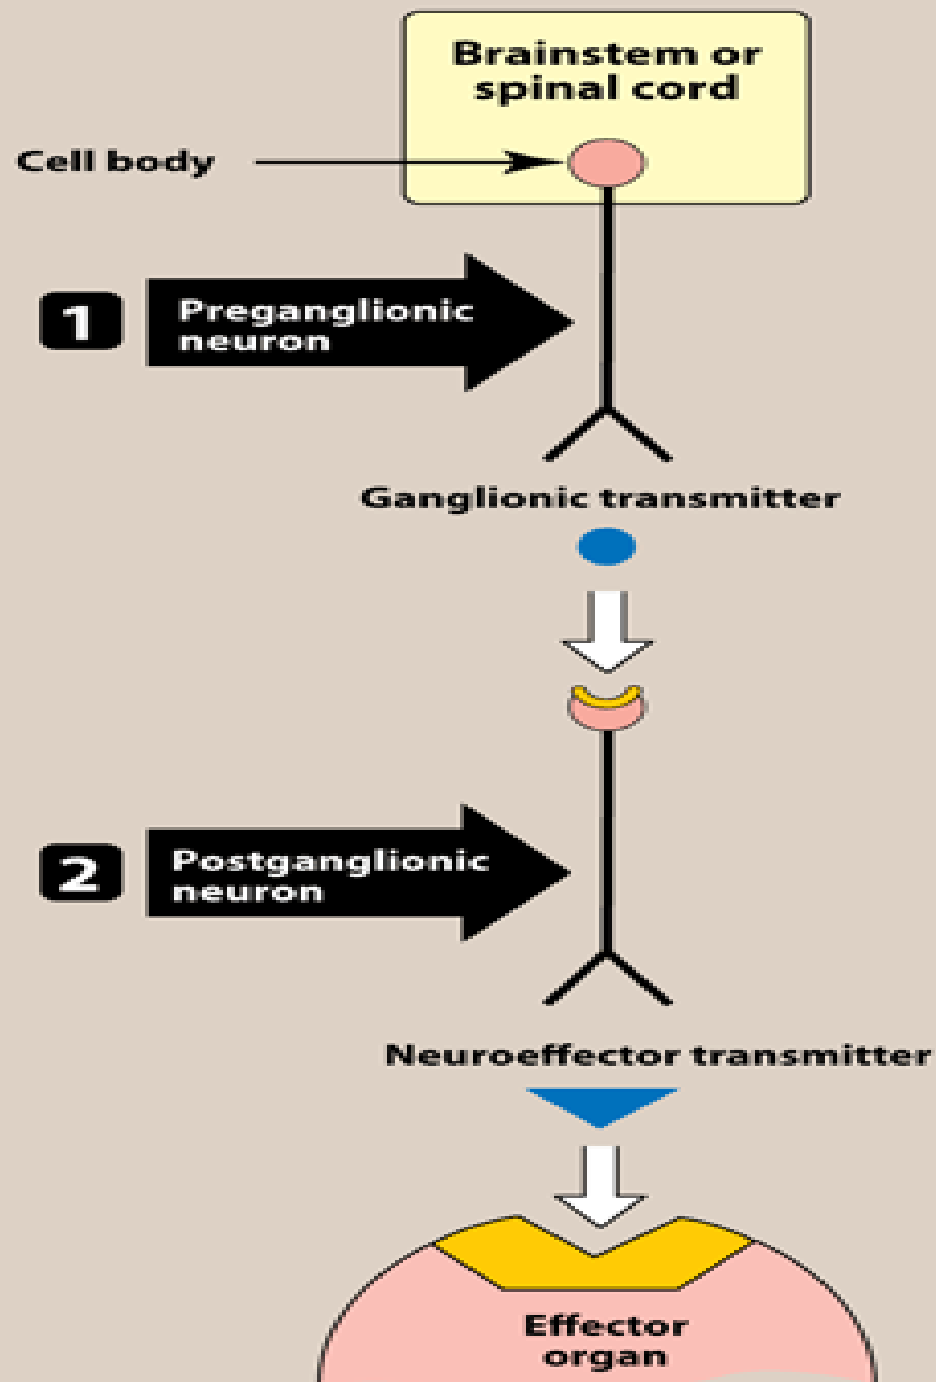 Brainstem or
spinal cord
Cell body
1
Preganglionic
neuron
Ganglionic transmitter
2
Postganglionic
neuron
Neuroeffector transmitter
Effector
organ